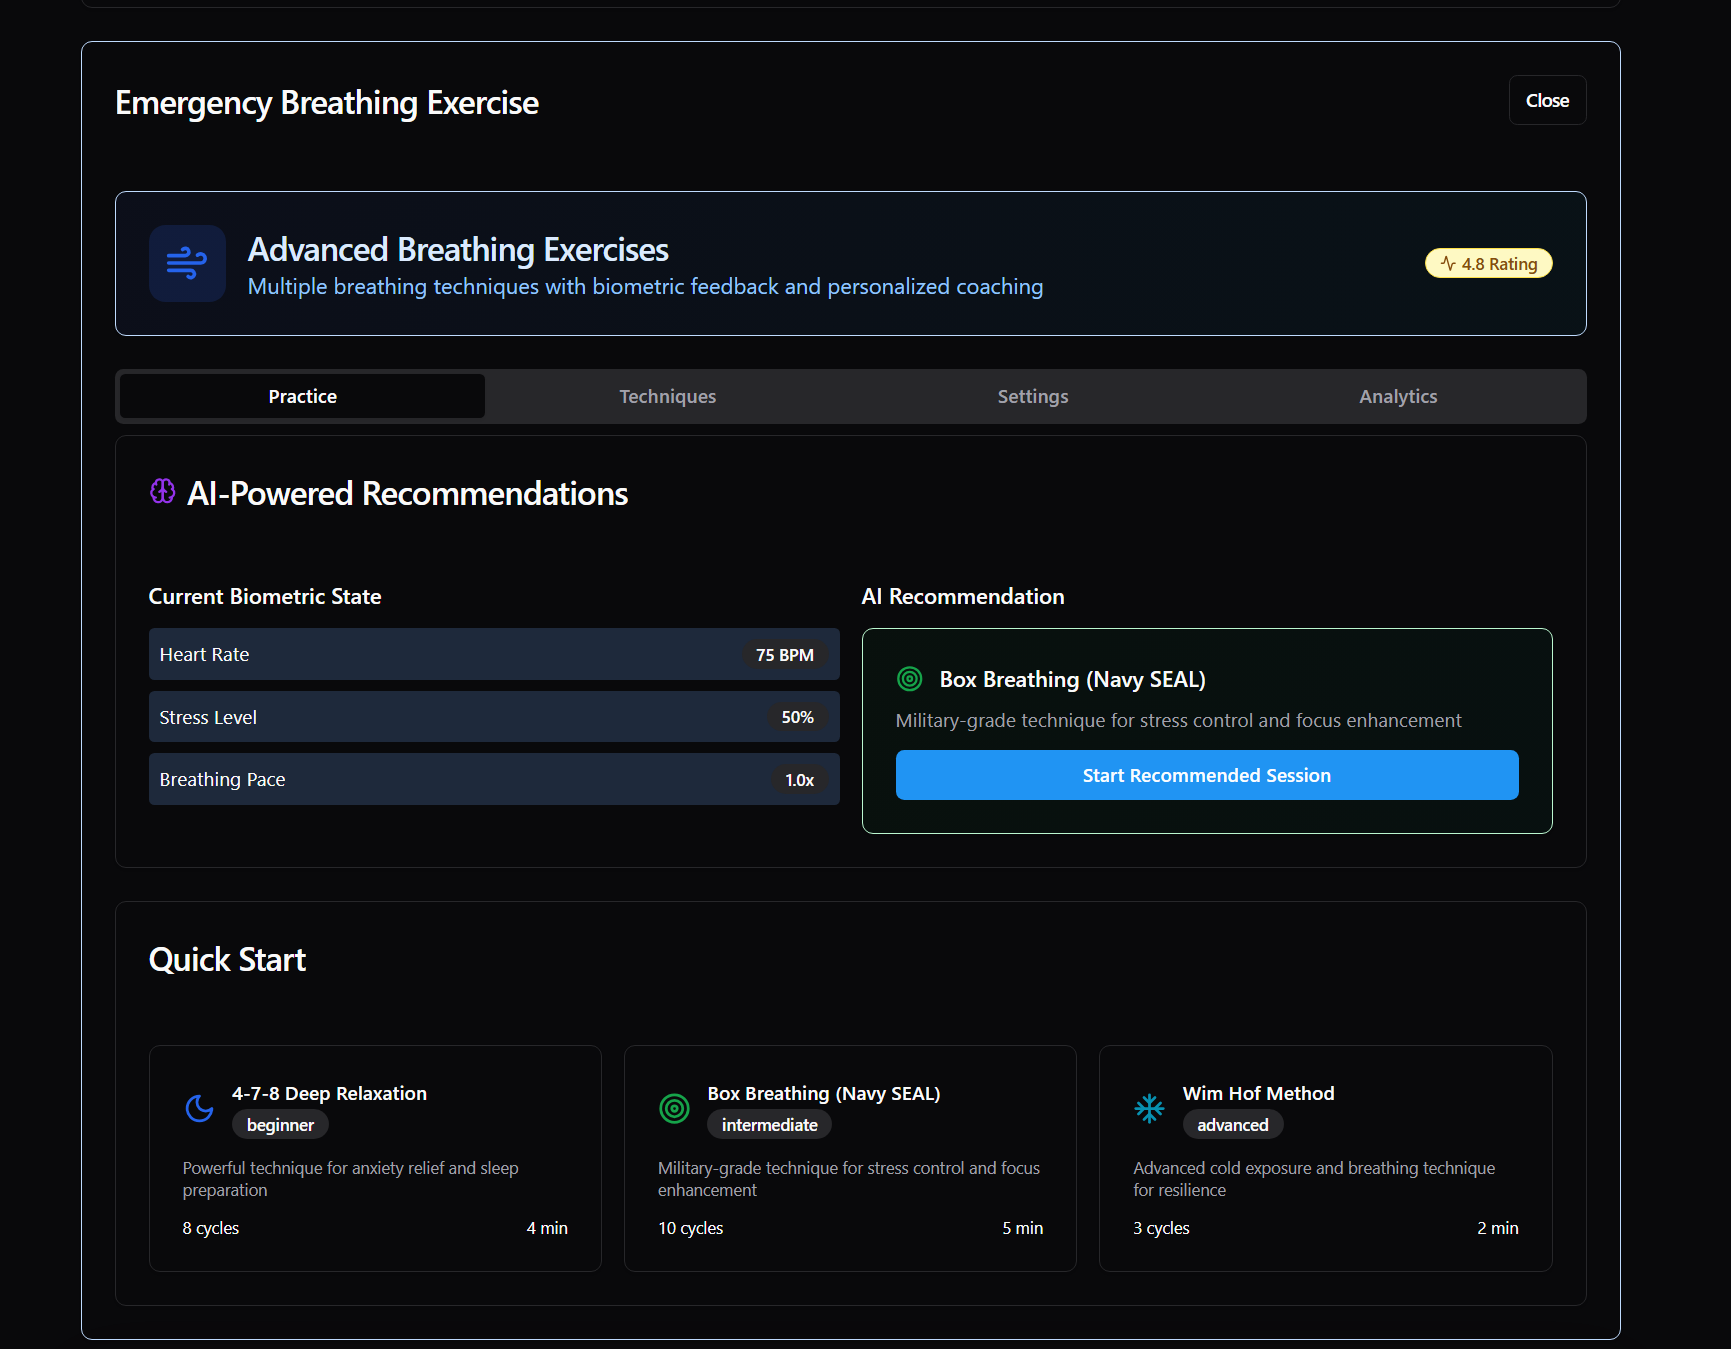 Emergency Breathing Exercise
Close
Advanced Breathing Exercises
Multiple breathing techniques with biometric feedback and personalized coaching
4.8 Rating
Practice
Techniques
Settings
Analytics
AI-Powered Recommendations
Current Biometric State
Heart Rate
75 BPM
Stress Level
50%
Breathing Pace
1.0x
AI Recommendation
Box Breathing (Navy SEAL)
Military-grade technique for stress control and focus enhancement
Start Recommended Session
Quick Start
4-7-8 Deep Relaxation
beginner
Powerful technique for anxiety relief and sleep
preparation
8 cycles
4 min
Box Breathing (Navy SEAL)
intermediate
Military-grade technique for stress control and focus
enhancement
10 cycles
5 min
Wim Hof Method
advanced
Advanced cold exposure and breathing technique
for resilience
3 cycles
2 min